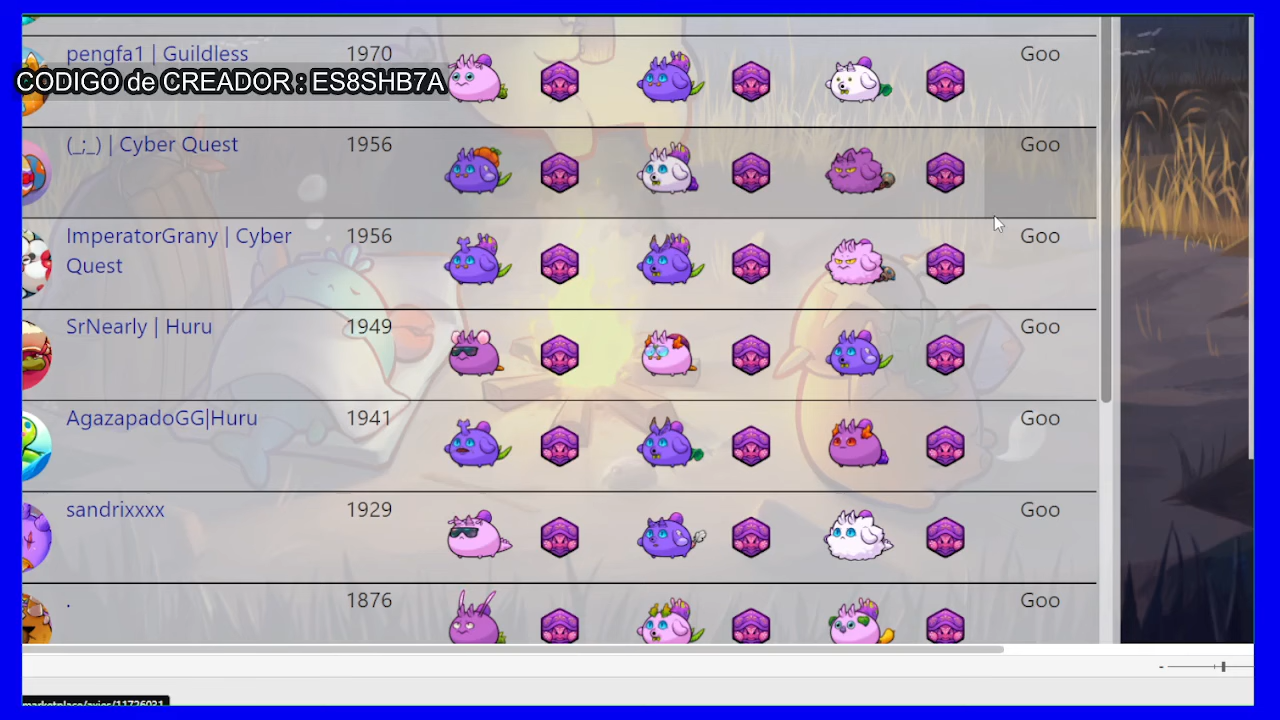 pengfa1 | Guildless 1970 Goo
CODIGO de CREADOR : ES8SHB7A
(_;_) | Cyber Quest 1956 Goo
ImperatorGrany | Cyber 1956 Goo
Quest
SrNearly | Huru 1949 Goo
AgazapadoGG|Huru 1941 Goo
sandrixxxx 1929 Goo
. 1876 Goo